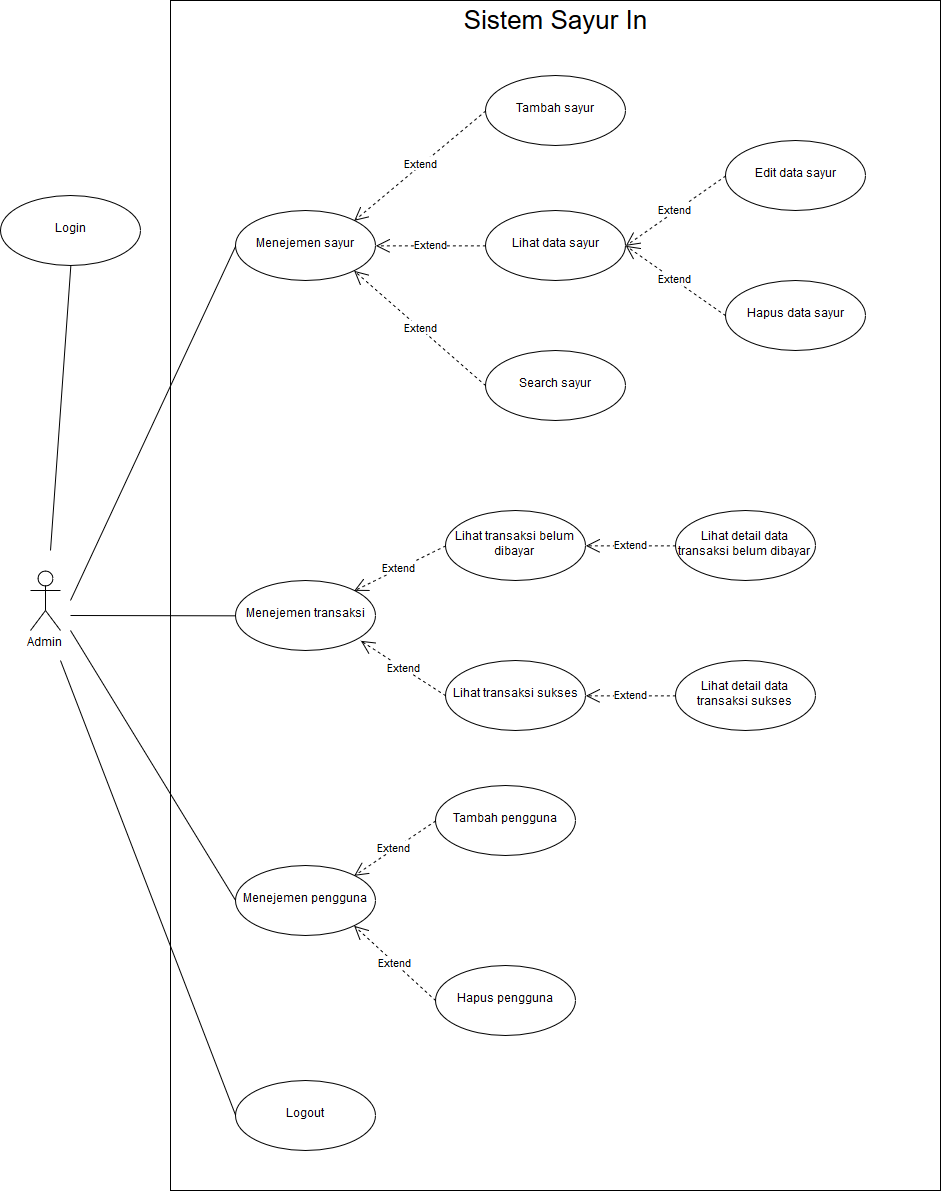 Sistem Sayur In
Tambah sayur
Extend
Edit data sayur
Login
Extend
Menejemen sayur
Extend
Lihat data sayur
Extend
Hapus data sayur
Extend
Search sayur
Lihat transaksi belum
dibayar
Extend
Lihat detail data
transaksi belum dibayar
Extend
Menejemen transaksi
Admin
Extend
Lihat transaksi sukses
Extend
Lihat detail data
transaksi sukses
Tambah pengguna
Extend
Menejemen pengguna
Extend
Hapus pengguna
Logout